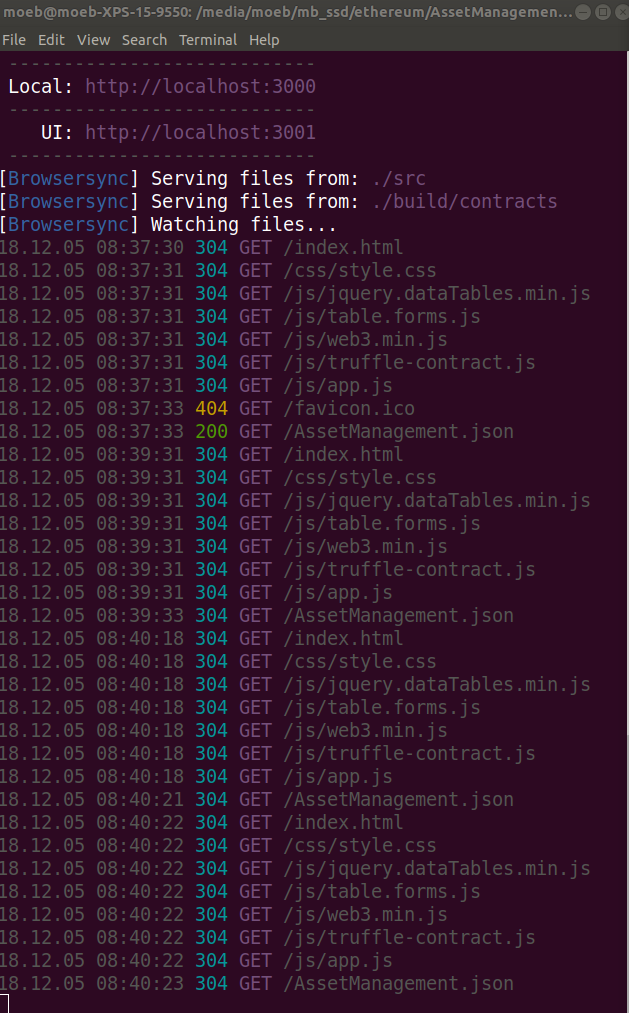 moeb@moeb-XPS-15-9550: /media/moeb/mb_ssd/ethereum/AssetManagemen...
File Edit View Search Terminal Help
----------------------------
Local: http://localhost:3000
----------------------------
UI: http://localhost:3001
----------------------------
[Browsersync] Serving files from: ./src
[Browsersync] Serving files from: ./build/contracts
[Browsersync] Watching files...
18.12.05 08:37:30 304 GET /index.html
18.12.05 08:37:31 304 GET /css/style.css
18.12.05 08:37:31 304 GET /js/jquery.dataTables.min.js
18.12.05 08:37:31 304 GET /js/table.forms.js
18.12.05 08:37:31 304 GET /js/web3.min.js
18.12.05 08:37:31 304 GET /js/truffle-contract.js
18.12.05 08:37:31 304 GET /js/app.js
18.12.05 08:37:33 404 GET /favicon.ico
18.12.05 08:37:33 200 GET /AssetManagement.json
18.12.05 08:39:31 304 GET /index.html
18.12.05 08:39:31 304 GET /css/style.css
18.12.05 08:39:31 304 GET /js/jquery.dataTables.min.js
18.12.05 08:39:31 304 GET /js/table.forms.js
18.12.05 08:39:31 304 GET /js/web3.min.js
18.12.05 08:39:31 304 GET /js/truffle-contract.js
18.12.05 08:39:31 304 GET /js/app.js
18.12.05 08:39:33 304 GET /AssetManagement.json
18.12.05 08:40:18 304 GET /index.html
18.12.05 08:40:18 304 GET /css/style.css
18.12.05 08:40:18 304 GET /js/jquery.dataTables.min.js
18.12.05 08:40:18 304 GET /js/table.forms.js
18.12.05 08:40:18 304 GET /js/web3.min.js
18.12.05 08:40:18 304 GET /js/truffle-contract.js
18.12.05 08:40:18 304 GET /js/app.js
18.12.05 08:40:21 304 GET /AssetManagement.json
18.12.05 08:40:22 304 GET /index.html
18.12.05 08:40:22 304 GET /css/style.css
18.12.05 08:40:22 304 GET /js/jquery.dataTables.min.js
18.12.05 08:40:22 304 GET /js/table.forms.js
18.12.05 08:40:22 304 GET /js/web3.min.js
18.12.05 08:40:22 304 GET /js/truffle-contract.js
18.12.05 08:40:22 304 GET /js/app.js
18.12.05 08:40:23 304 GET /AssetManagement.json